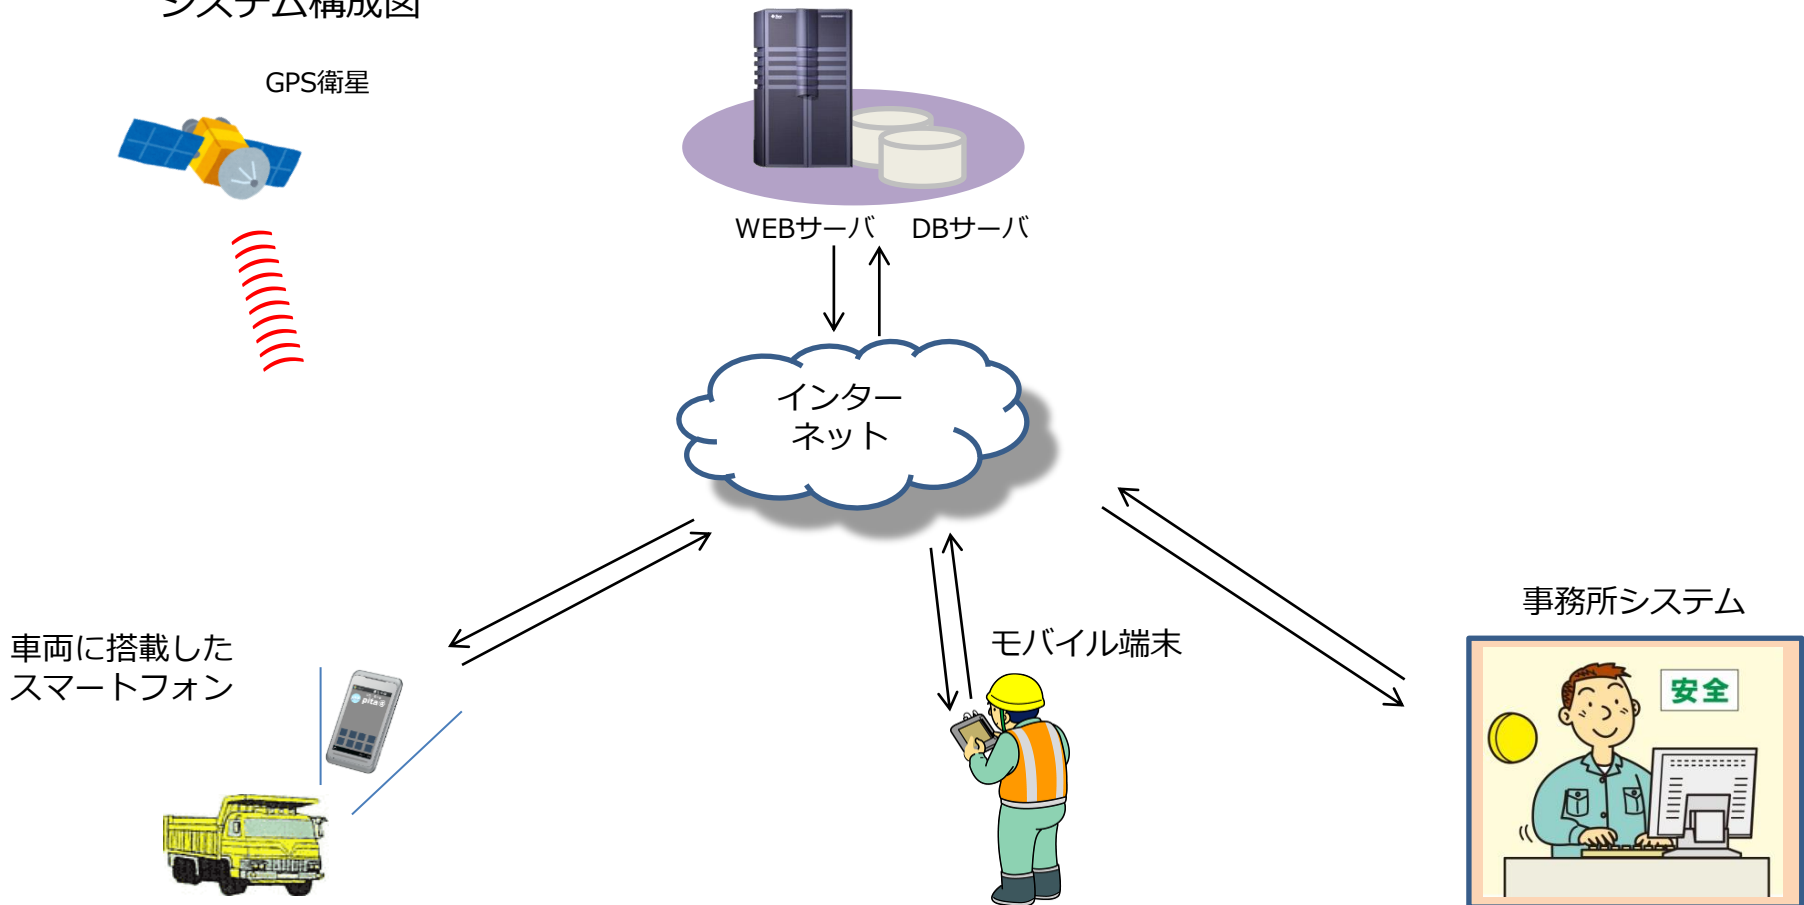 システム構成図
GPS衛星
WEBサーバ DBサーバ
インター
ネット
事務所システム
モバイル端末
車両に搭載した
スマートフォン
pita
安全